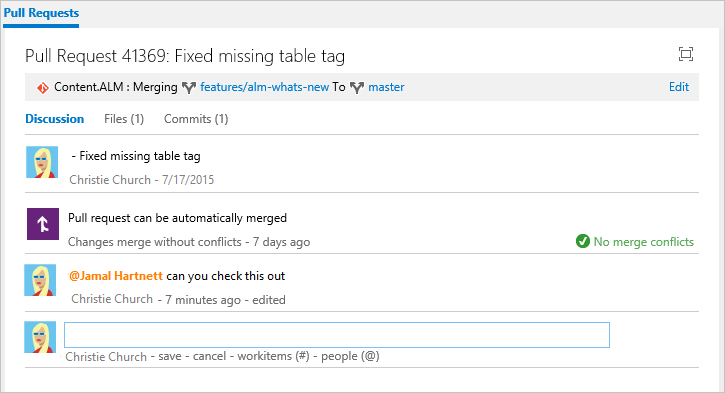 Pull Requests
Pull Request 41369: Fixed missing table tag
Content.ALM : Merging features/alm-whats-new To master Edit
Discussion Files (1) Commits (1)
- Fixed missing table tag
Christie Church - 7/17/2015
Pull request can be automatically merged
Changes merge without conflicts - 7 days ago No merge conflicts
@Jamal Hartnett can you check this out
Christie Church - 7 minutes ago - edited
Christie Church - save - cancel - workitems (#) - people (@)